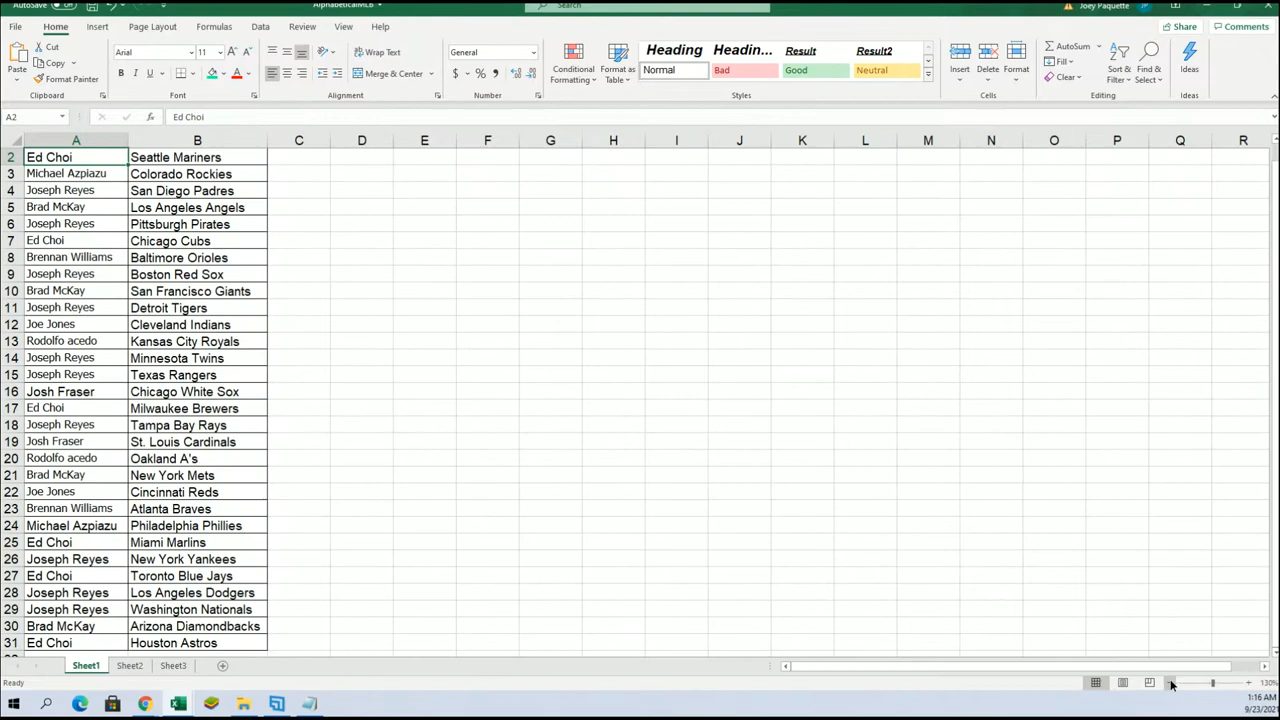 AutoSave
AlphabeticalMLB
Search
Joey Paquette
File Home Insert Page Layout Formulas Data Review View Help Share Comments
Cut Arial 11 Wrap Text General Heading Headin... Result Result2 AutoSum
Copy Fill
Paste Format Painter Merge & Center Conditional Formatting Format as Table Normal Bad Good Neutral Insert Delete Format Clear Sort & Filter Find & Select Ideas
Clipboard Font Alignment Number Styles Cells Editing Ideas
A2 fx Ed Choi
A B C D E F G H I J K L M N O P Q R
2 Ed Choi Seattle Mariners
3 Michael Azpiazu Colorado Rockies
4 Joseph Reyes San Diego Padres
5 Brad McKay Los Angeles Angels
6 Joseph Reyes Pittsburgh Pirates
7 Ed Choi Chicago Cubs
8 Brennan Williams Baltimore Orioles
9 Joseph Reyes Boston Red Sox
10 Brad McKay San Francisco Giants
11 Joseph Reyes Detroit Tigers
12 Joe Jones Cleveland Indians
13 Rodolfo acedo Kansas City Royals
14 Joseph Reyes Minnesota Twins
15 Joseph Reyes Texas Rangers
16 Josh Fraser Chicago White Sox
17 Ed Choi Milwaukee Brewers
18 Joseph Reyes Tampa Bay Rays
19 Josh Fraser St. Louis Cardinals
20 Rodolfo acedo Oakland A's
21 Brad McKay New York Mets
22 Joe Jones Cincinnati Reds
23 Brennan Williams Atlanta Braves
24 Michael Azpiazu Philadelphia Phillies
25 Ed Choi Miami Marlins
26 Joseph Reyes New York Yankees
27 Ed Choi Toronto Blue Jays
28 Joseph Reyes Los Angeles Dodgers
29 Joseph Reyes Washington Nationals
30 Brad McKay Arizona Diamondbacks
31 Ed Choi Houston Astros
Sheet1 Sheet2 Sheet3
Ready 130%
1:16 AM
9/23/202